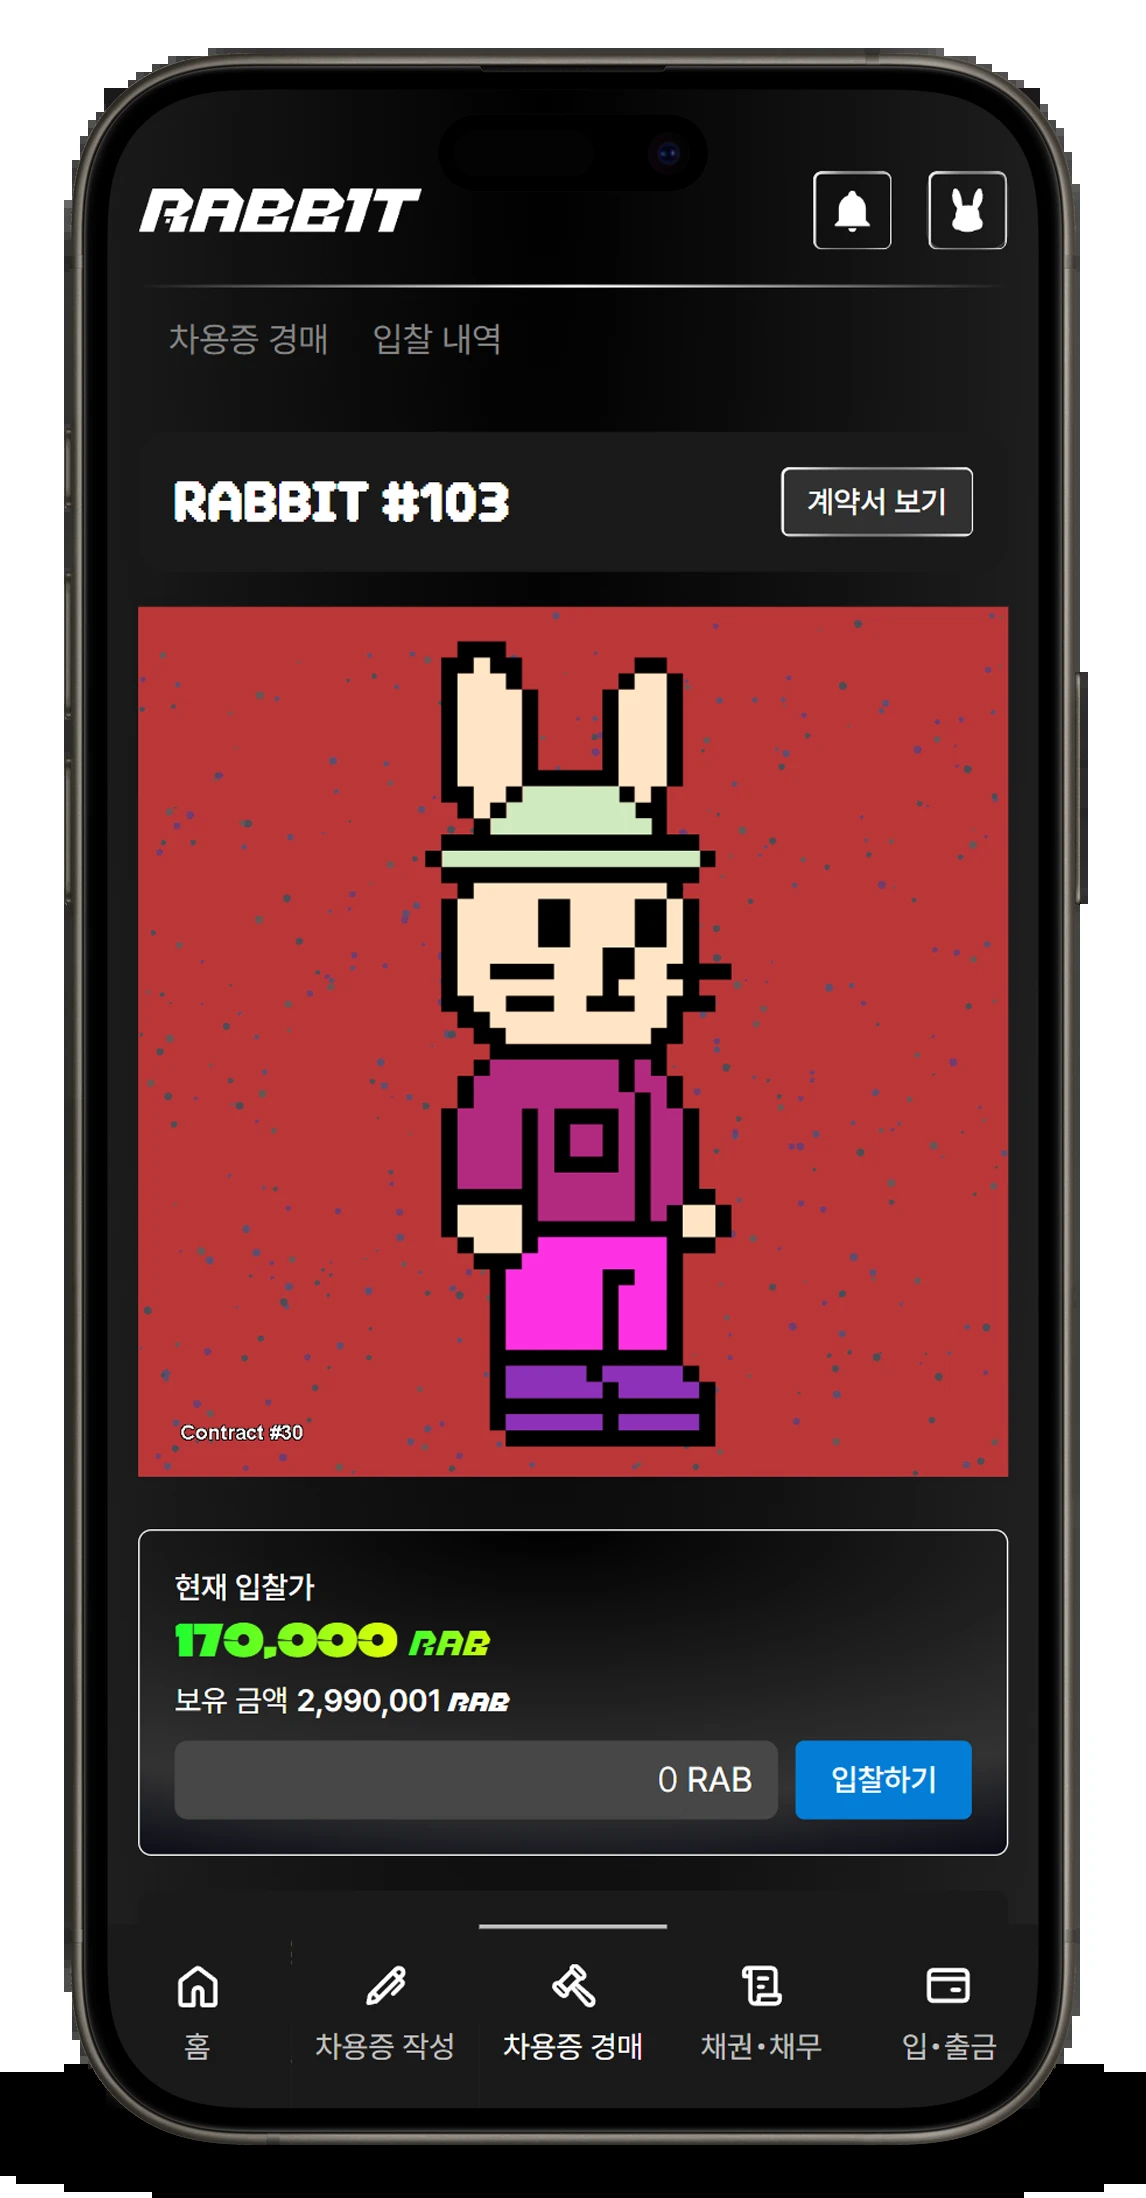 RABBIT
차용증 경매 입찰 내역
RABBIT #103
계약서 보기
Contract #30
현재 입찰가
170,000 RAB
보유 금액 2,990,001 RAB
0 RAB
입찰하기
홈 차용증 작성 차용증 경매 채권•채무 입•출금